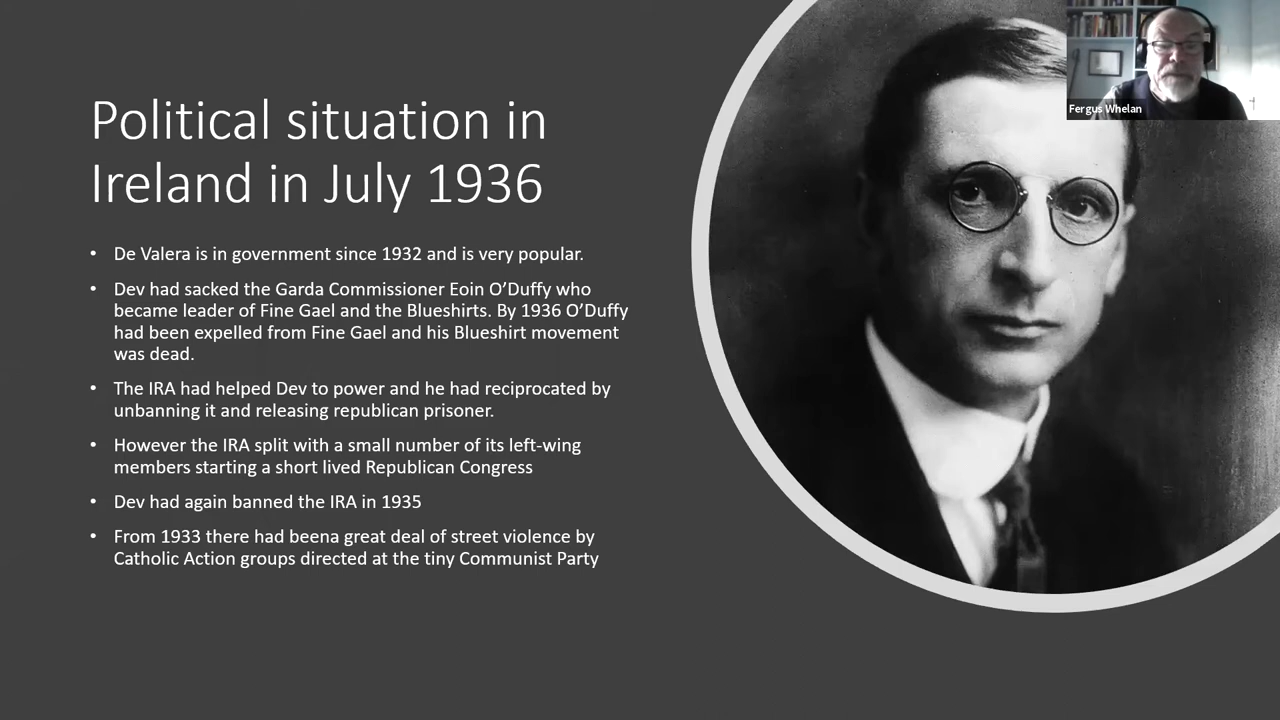 Political situation in
Ireland in July 1936
• De Valera is in government since 1932 and is very popular.
• Dev had sacked the Garda Commissioner Eoin O’Duffy who
became leader of Fine Gael and the Blueshirts. By 1936 O’Duffy
had been expelled from Fine Gael and his Blueshirt movement
was dead.
• The IRA had helped Dev to power and he had reciprocated by
unbanning it and releasing republican prisoner.
• However the IRA split with a small number of its left-wing
members starting a short lived Republican Congress
• Dev had again banned the IRA in 1935
• From 1933 there had beena great deal of street violence by
Catholic Action groups directed at the tiny Communist Party
Fergus Whelan